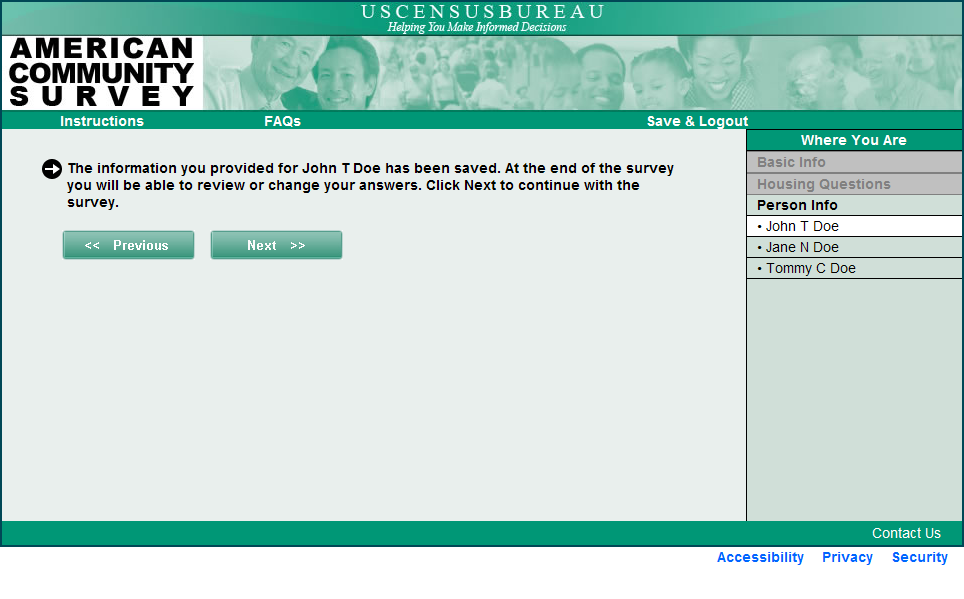 USCENSUSBUREAU
Helping You Make Informed Decisions
AMERICAN
COMMUNITY
SURVEY
Instructions FAQs Save & Logout
Where You Are
Basic Info
Housing Questions
Person Info
• John T Doe
• Jane N Doe
• Tommy C Doe
The information you provided for John T Doe has been saved. At the end of the survey
you will be able to review or change your answers. Click Next to continue with the
survey.
<< Previous Next >>
Contact Us
Accessibility Privacy Security